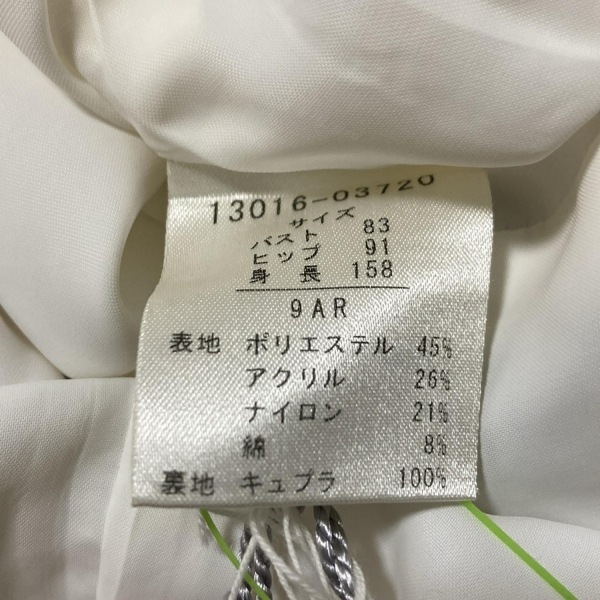 13016-03720
サイズ
バスト 83
ヒップ 91
身長 158
9AR
表地 ポリエステル 45%
アクリル 26%
ナイロン 21%
綿 8%
裏地 キュプラ 100%